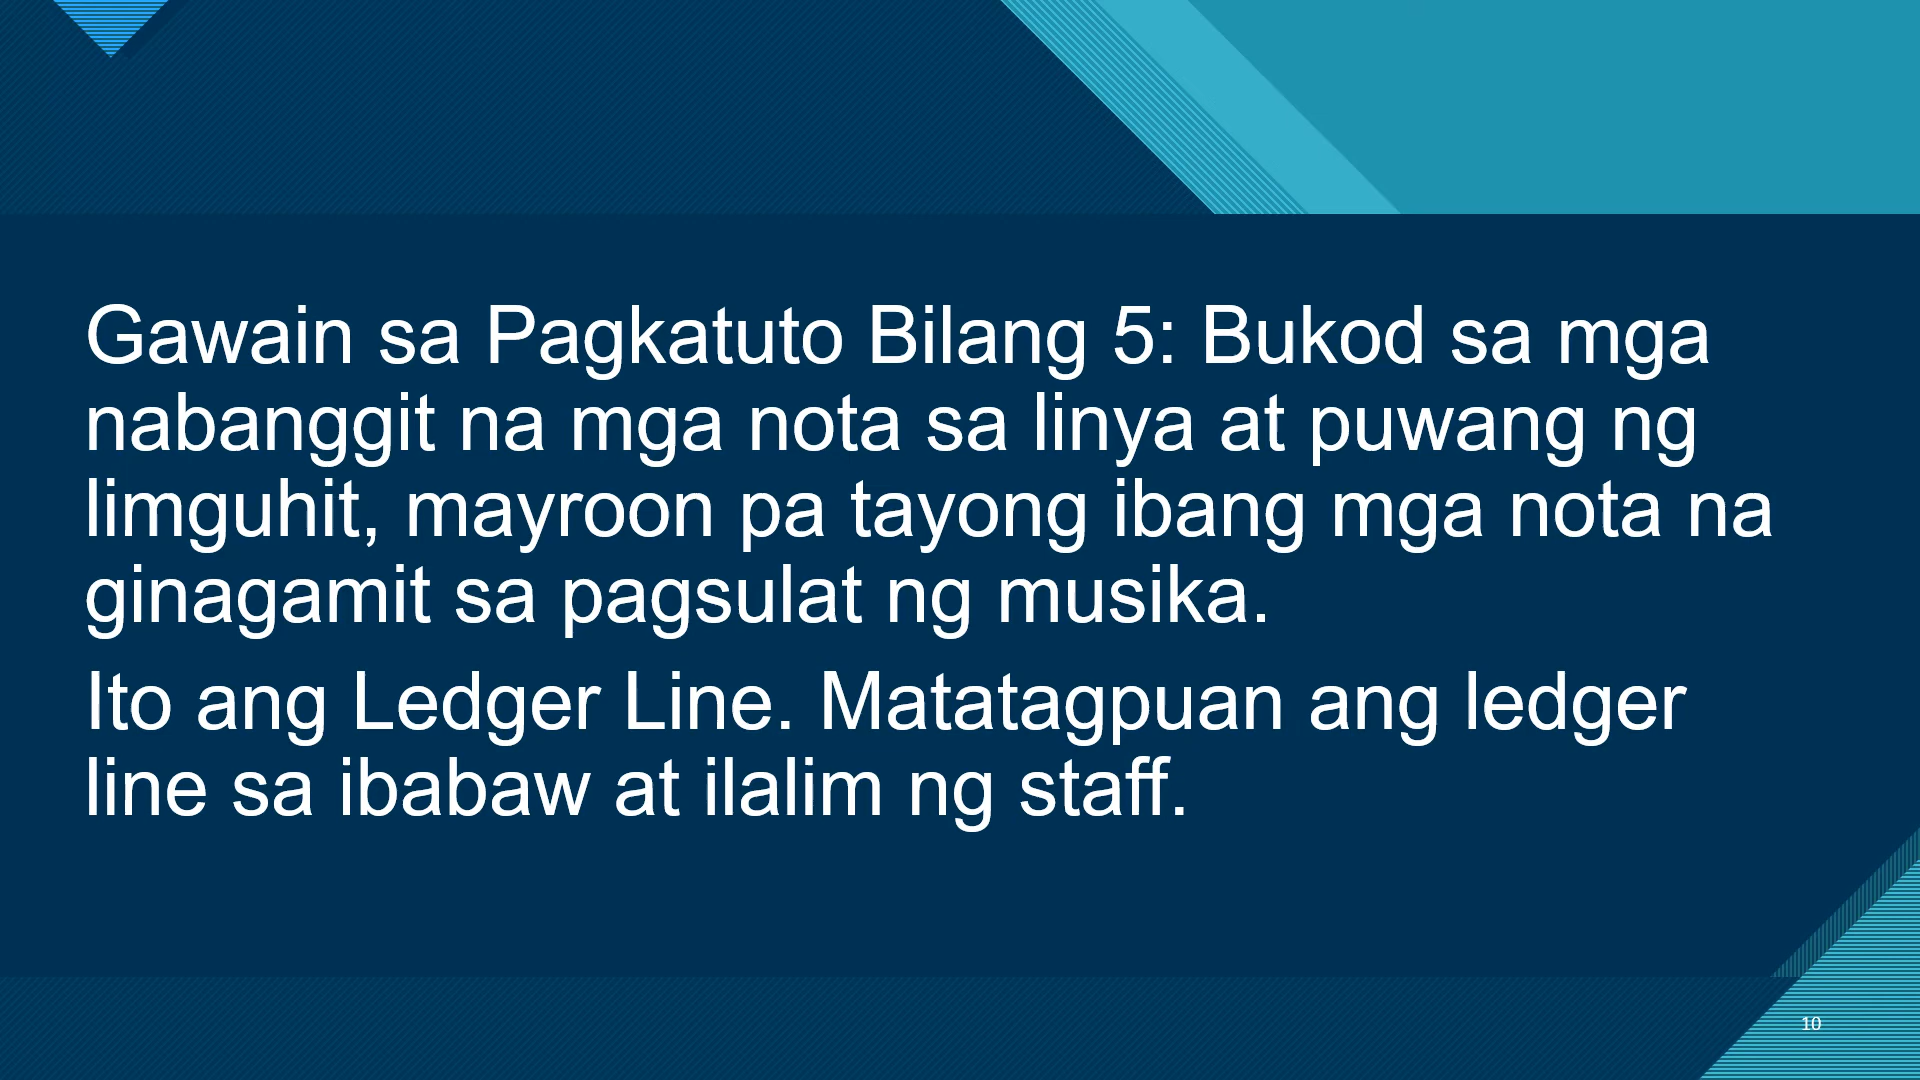 Gawain sa Pagkatuto Bilang 5: Bukod sa mga
nabanggit na mga nota sa linya at puwang ng
limguhit, mayroon pa tayong ibang mga nota na
ginagamit sa pagsulat ng musika.
Ito ang Ledger Line. Matatagpuan ang ledger
line sa ibabaw at ilalim ng staff.
10